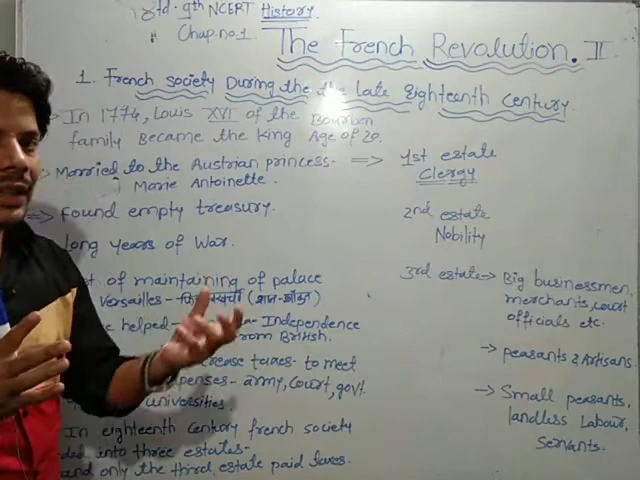 std. 9th NCERT History.
Chap.no.1
The French Revalution. II
1. French society During the the late Eighteenth Century.
In 1774, Louis XVI of the Bourbon
family Became the king Age of 20.
Married to the Austrian princess-
Marie Antoinette.
=> found empty treasury.
long years of War.
of maintaining of palace
Versailles-
helped- Independence
from British.
taxes- to meet
army, Court, govt.
universities.
In eighteenth Century french society
into three estates-
and only the third estate paid taxes.
=> 1st estate
Clergy
2nd estate
Nobility
3rd estate-> Big businessmen,
merchants, court
officials etc.
-> peasants & Artisans.
-> Small peasants,
landless Labour,
Servants.